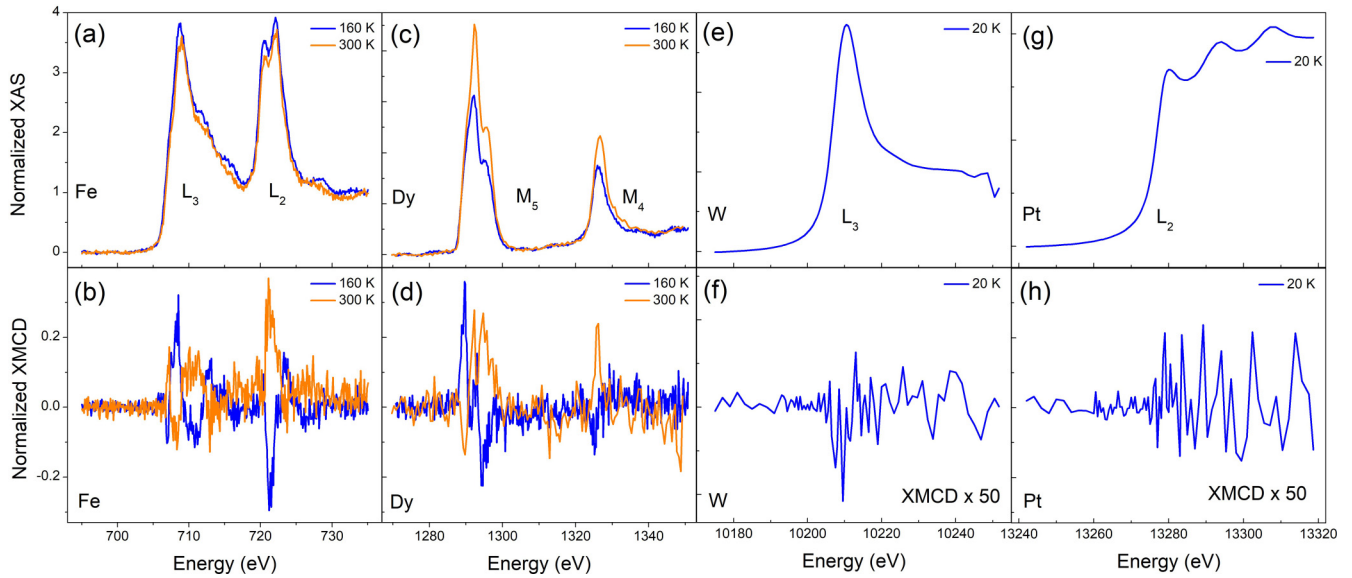 (a)
160 K
300 K
(c)
160 K
300 K
(e)
20 K
(g)
20 K
4
3
2
1
0
Normalized XAS
Fe
L3
L2
Dy
M5
M4
W
L3
Pt
L2
(b)
160 K
300 K
(d)
160 K
300 K
(f)
20 K
(h)
20 K
0.2
0.0
-0.2
Normalized XMCD
Fe
Dy
W
XMCD x 50
Pt
XMCD x 50
700
710
720
730
1280
1300
1320
1340
10180
10200
10220
10240
13240
13260
13280
13300
13320
Energy (eV)
Energy (eV)
Energy (eV)
Energy (eV)